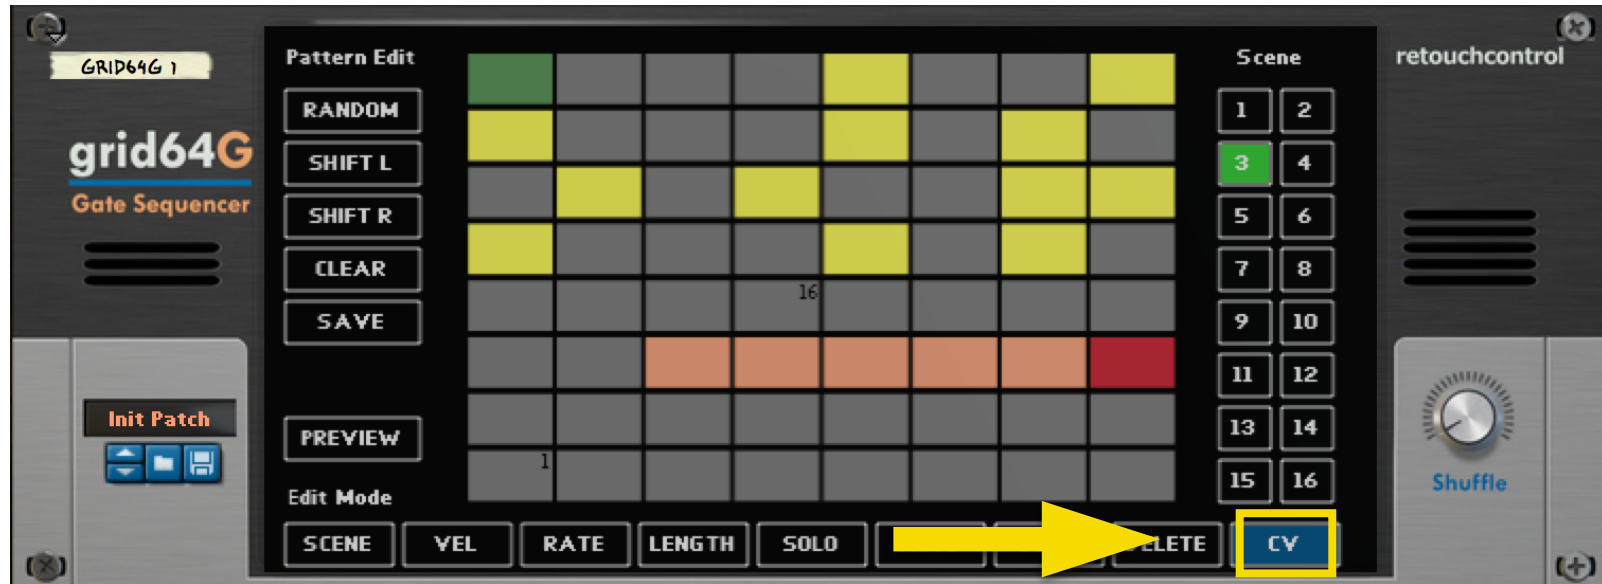 GRID64G 1
grid64G
Gate Sequencer
Init Patch
Pattern Edit
RANDOM
SHIFT L
SHIFT R
CLEAR
SAVE
PREVIEW
Edit Mode
16
1
SCENE VEL RATE LENGTH SOLO CV
Scene
1 2
3 4
5 6
7 8
9 10
11 12
13 14
15 16
retouchcontrol
Shuffle